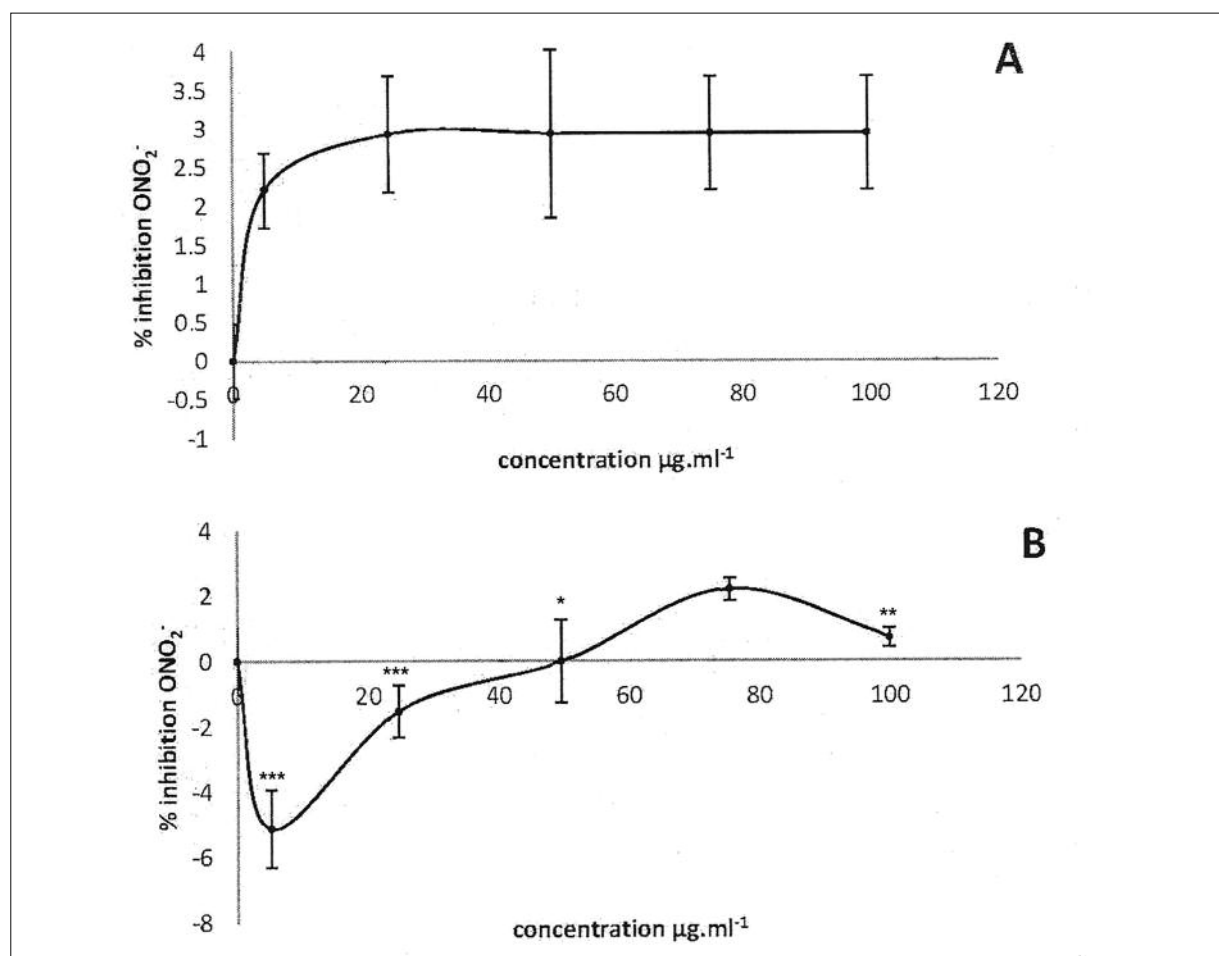 A
4
3.5
3
2.5
2
1.5
1
0.5
0
-0.5
-1
% inhibition ONO₂⁻
0 20 40 60 80 100 120
concentration µg.ml⁻¹
B
4
2
0
-2
-4
-6
-8
% inhibition ONO₂⁻
*
**
***
***
0 20 40 60 80 100 120
concentration µg.ml⁻¹